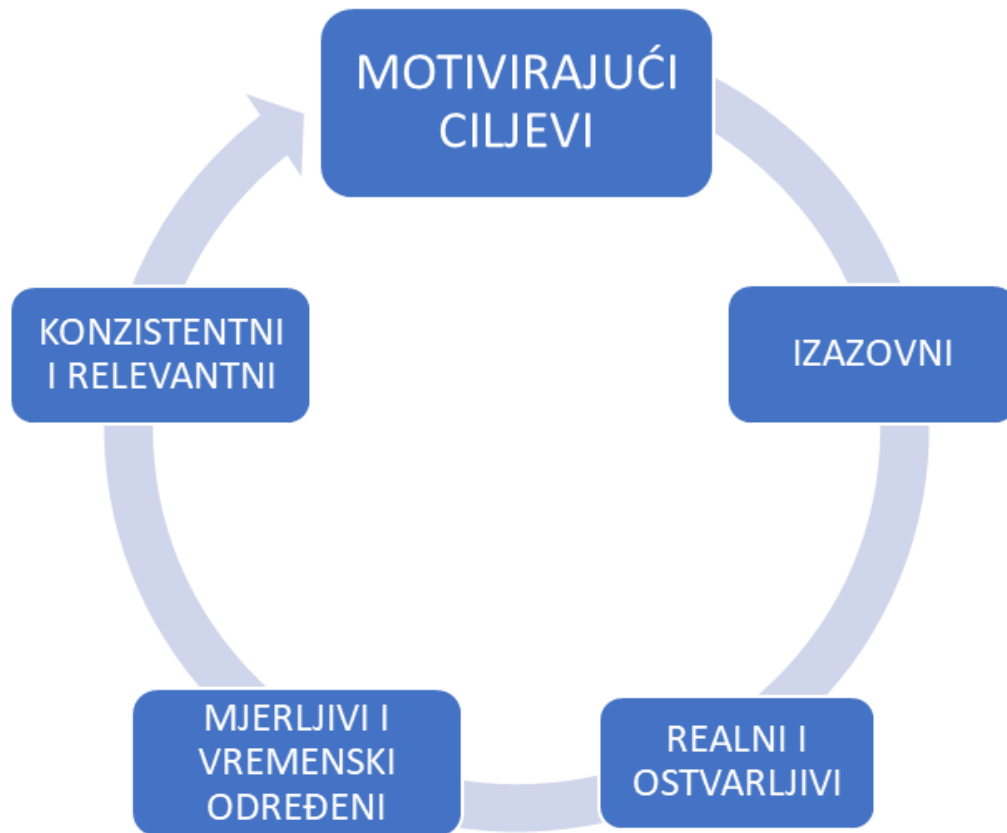 MOTIVIRAJUĆI
CILJEVI
IZAZOVNI
REALNI I
OSTVARLJIVI
MJERLJIVI I
VREMENSKI
ODREĐENI
KONZISTENTNI
I RELEVANTNI